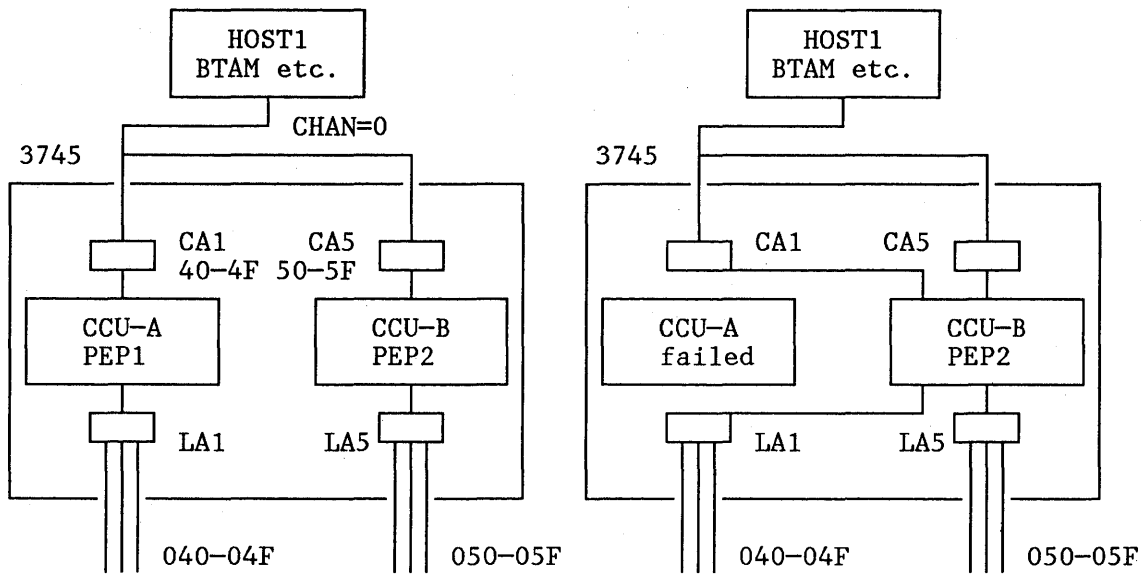 HOST1
BTAM etc.
CHAN=0
3745
CA1 CA5
40-4F 50-5F
CCU-A
PEP1
CCU-B
PEP2
LA1 LA5
040-04F 050-05F
HOST1
BTAM etc.
3745
CA1 CA5
CCU-A
failed
CCU-B
PEP2
LA1 LA5
040-04F 050-05F